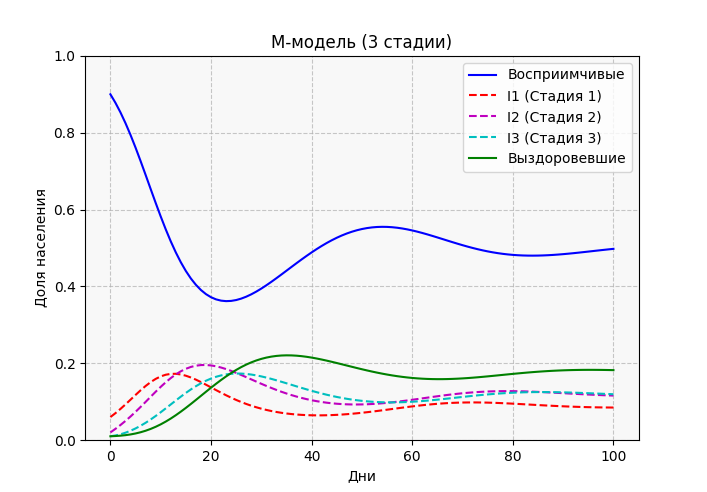 М-модель (3 стадии)
Восприимчивые
I1 (Стадия 1)
I2 (Стадия 2)
I3 (Стадия 3)
Выздоровевшие
Доля населения
1.0
0.8
0.6
0.4
0.2
0.0
0 20 40 60 80 100
Дни